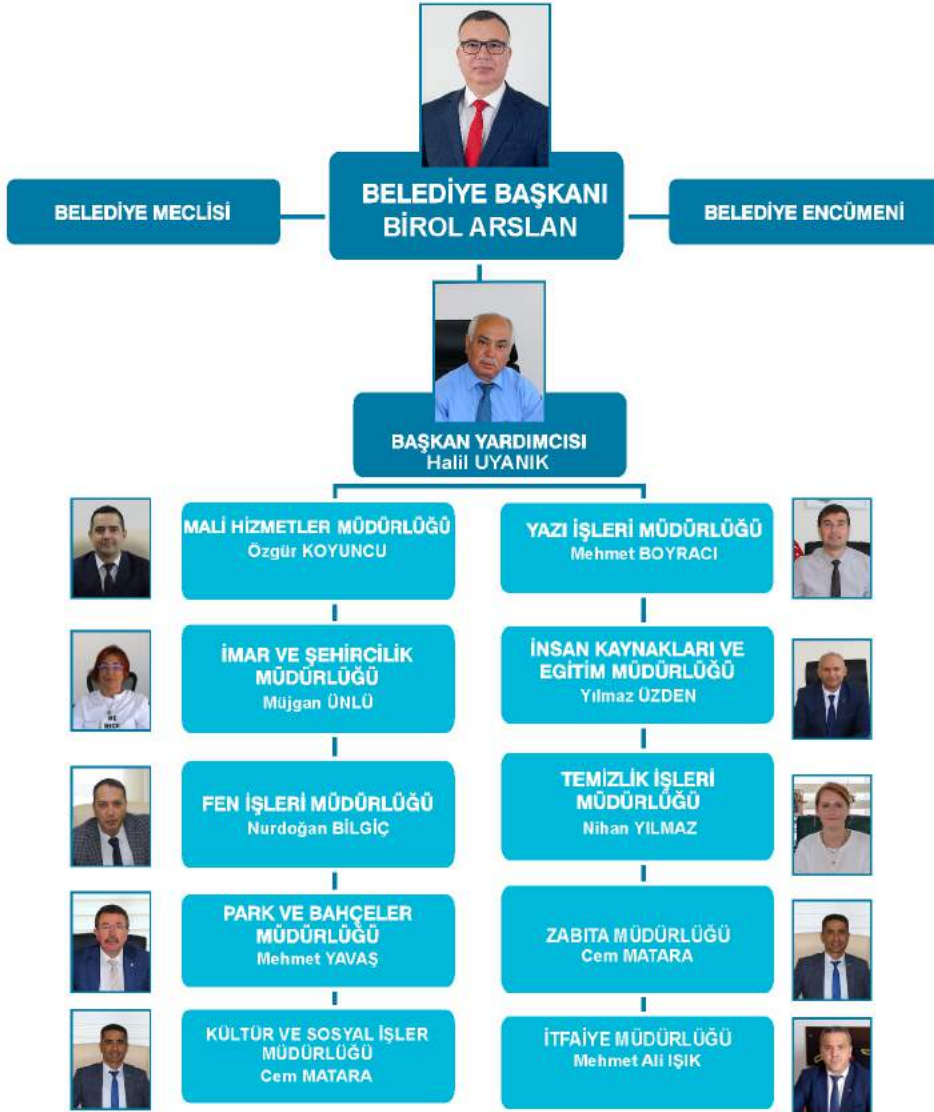 BELEDİYE BAŞKANI
BİROL ARSLAN
BELEDİYE MECLİSİ
BELEDİYE ENCÜMENİ
BAŞKAN YARDIMCISI
Halil UYANIK
MALİ HİZMETLER MÜDÜRLÜĞÜ
Özgür KOYUNCU
YAZI İŞLERİ MÜDÜRLÜĞÜ
Mehmet BOYRACI
İMAR VE ŞEHİRCİLİK
MÜDÜRLÜĞÜ
Müjgan ÜNLÜ
İNSAN KAYNAKLARI VE
EGİTİM MÜDÜRLÜĞÜ
Yılmaz ÜZDEN
FEN İŞLERİ MÜDÜRLÜĞÜ
Nurdoğan BİLGİÇ
TEMİZLİK İŞLERİ
MÜDÜRLÜĞÜ
Nihan YILMAZ
PARK VE BAHÇELER
MÜDÜRLÜĞÜ
Mehmet YAVAŞ
ZABITA MÜDÜRLÜĞÜ
Cem MATARA
KÜLTÜR VE SOSYAL İŞLER
MÜDÜRLÜĞÜ
Cem MATARA
İTFAİYE MÜDÜRLÜĞÜ
Mehmet Ali IŞIK